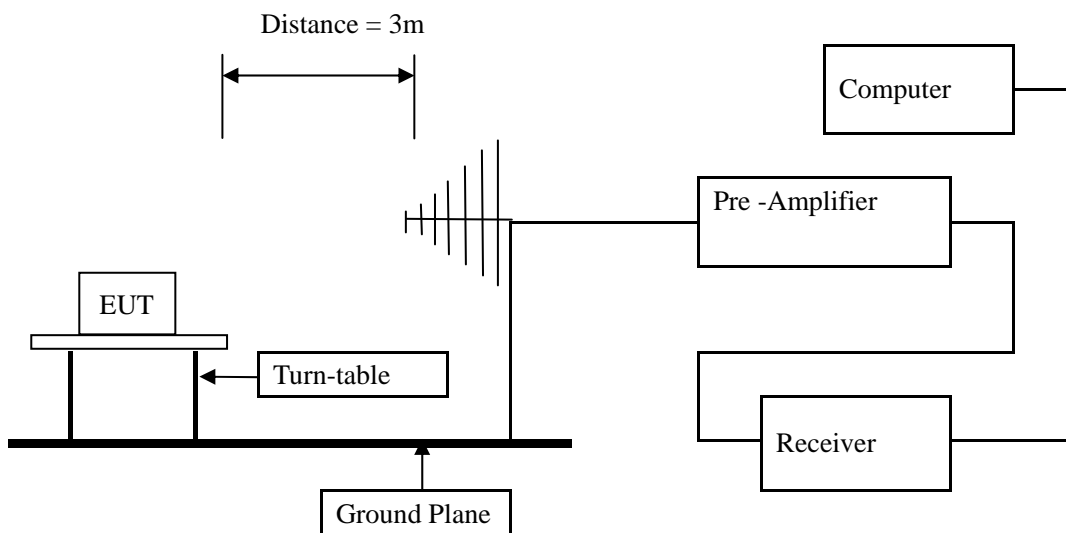 Distance = 3m
Computer
Pre -Amplifier
EUT
Turn-table
Receiver
Ground Plane